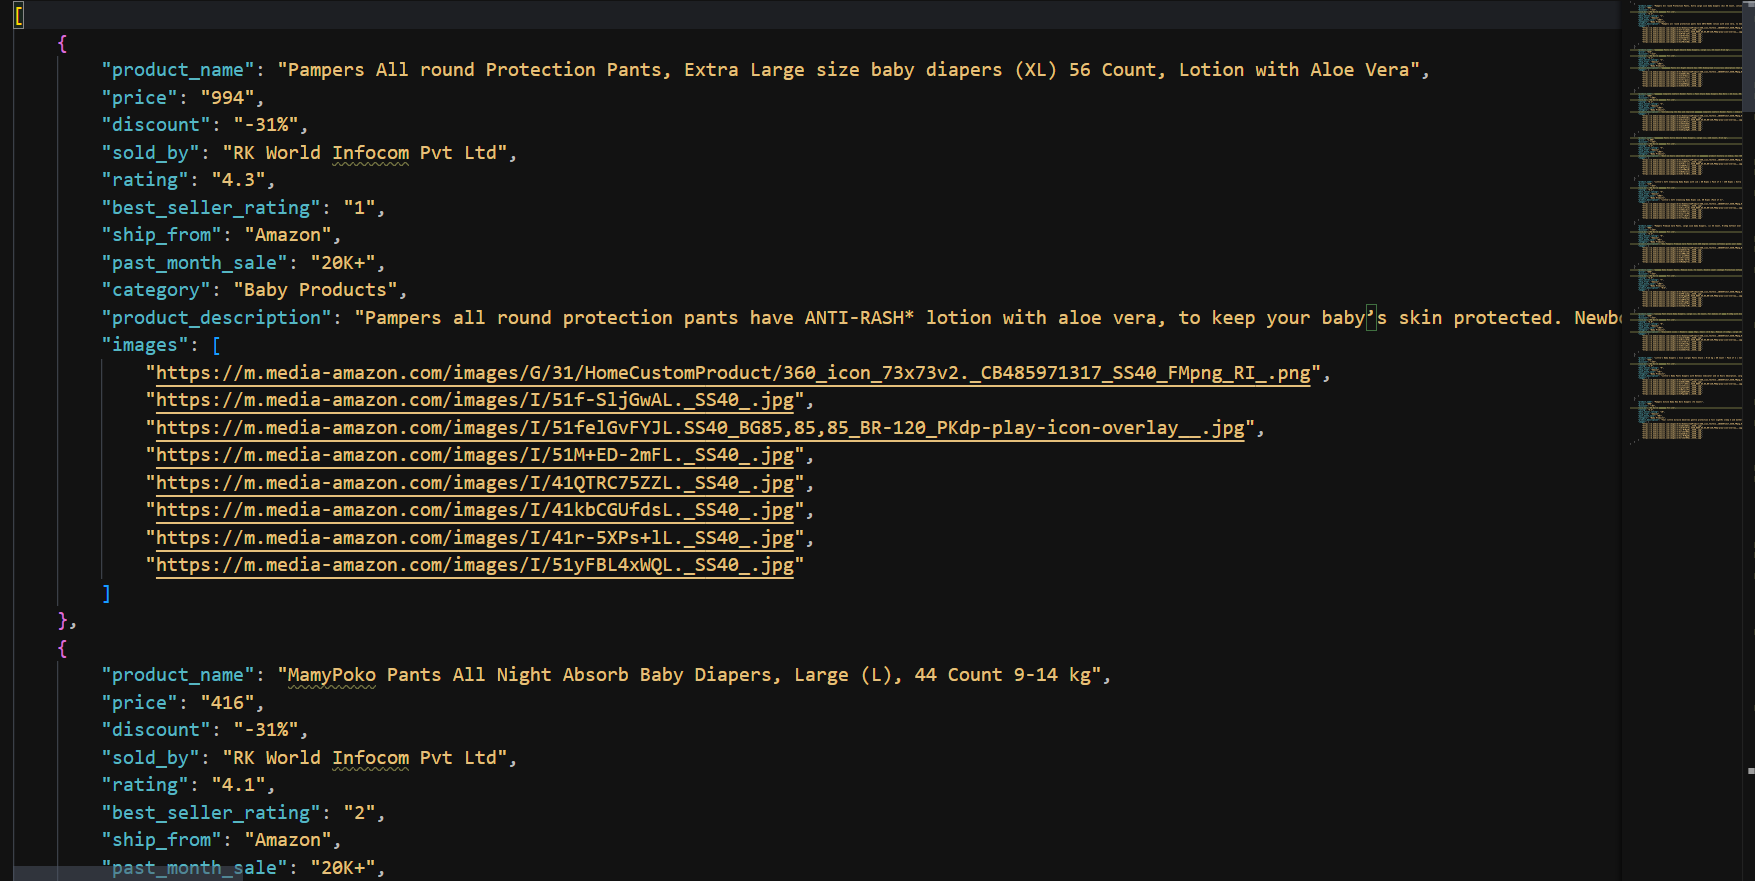 [
{
"product_name": "Pampers All round Protection Pants, Extra Large size baby diapers (XL) 56 Count, Lotion with Aloe Vera",
"price": "994",
"discount": "-31%",
"sold_by": "RK World Infocom Pvt Ltd",
"rating": "4.3",
"best_seller_rating": "1",
"ship_from": "Amazon",
"past_month_sale": "20K+",
"category": "Baby Products",
"product_description": "Pampers all round protection pants have ANTI-RASH* lotion with aloe vera, to keep your baby’s skin protected. Newbo
"images": [
"https://m.media-amazon.com/images/G/31/HomeCustomProduct/360_icon_73x73v2._CB485971317_SS40_FMpng_RI_.png",
"https://m.media-amazon.com/images/I/51f-SljGwAL._SS40_.jpg",
"https://m.media-amazon.com/images/I/51felGvFYJL.SS40_BG85,85,85_BR-120_PKdp-play-icon-overlay__.jpg",
"https://m.media-amazon.com/images/I/51M+ED-2mFL._SS40_.jpg",
"https://m.media-amazon.com/images/I/41QTRC75ZZL._SS40_.jpg",
"https://m.media-amazon.com/images/I/41kbCGUfdsL._SS40_.jpg",
"https://m.media-amazon.com/images/I/41r-5XPs+lL._SS40_.jpg",
"https://m.media-amazon.com/images/I/51yFBL4xWQL._SS40_.jpg"
]
},
{
"product_name": "MamyPoko Pants All Night Absorb Baby Diapers, Large (L), 44 Count 9-14 kg",
"price": "416",
"discount": "-31%",
"sold_by": "RK World Infocom Pvt Ltd",
"rating": "4.1",
"best_seller_rating": "2",
"ship_from": "Amazon",
"past_month_sale": "20K+",